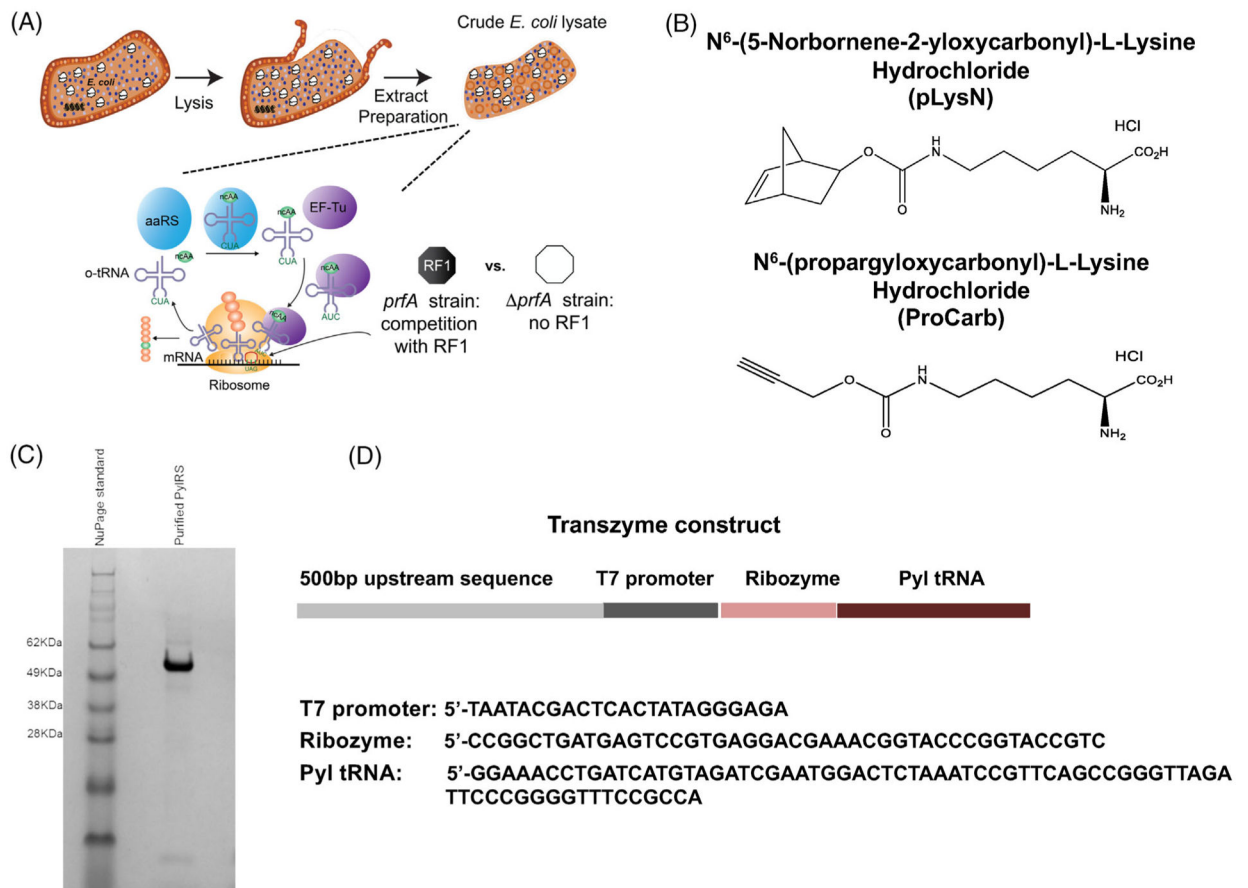 (A)
Crude E. coli lysate
E. coli
Lysis
Extract
Preparation
aaRS
ncAA
CUA
ncAA
CUA
EF-Tu
ncAA
o-tRNA
CUA
ncAA
AUC
RF1
vs.
prfA strain:
competition
with RF1
ΔprfA strain:
no RF1
ncAA
mRNA
UAG
Ribosome
(B)
N⁶-(5-Norbornene-2-yloxycarbonyl)-L-Lysine
Hydrochloride
(pLysN)
HCl
O
H
N
CO₂H
O
NH₂
N⁶-(propargyloxycarbonyl)-L-Lysine
Hydrochloride
(ProCarb)
HCl
O
H
N
CO₂H
O
NH₂
(C)
NuPage standard
Purified PylRS
62KDa
49KDa
38KDa
28KDa
(D)
Transzyme construct
500bp upstream sequence T7 promoter Ribozyme Pyl tRNA
T7 promoter: 5’-TAATACGACTCACTATAGGGAGA
Ribozyme: 5’-CCGGCTGATGAGTCCGTGAGGACGAAACGGTACCCGGTACCGTC
Pyl tRNA: 5’-GGAAACCTGATCATGTAGATCGAATGGACTCTAAATCCGTTCAGCCGGGTTAGA
TTCCCGGGGTTTCCGCCA